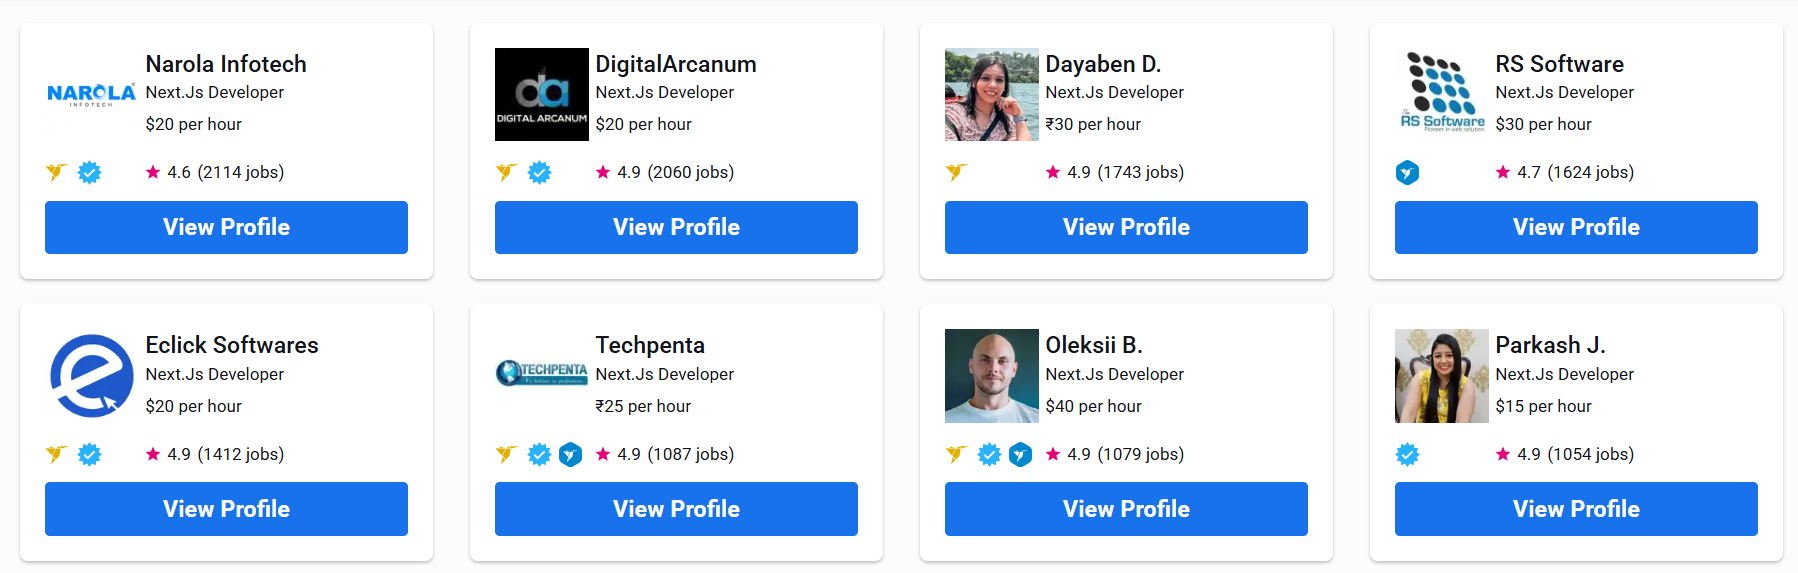 NAROLA
INFOTECH
Narola Infotech
Next.Js Developer
$20 per hour
4.6 (2114 jobs)
View Profile
da
DIGITAL ARCANUM
DigitalArcanum
Next.Js Developer
$20 per hour
4.9 (2060 jobs)
View Profile
Dayaben D.
Next.Js Developer
₹30 per hour
4.9 (1743 jobs)
View Profile
The
RS Software
Pioneer in web solution
RS Software
Next.Js Developer
$30 per hour
4.7 (1624 jobs)
View Profile
e
Eclick Softwares
Next.Js Developer
$20 per hour
4.9 (1412 jobs)
View Profile
TECHPENTA
Techpenta
Next.Js Developer
₹25 per hour
4.9 (1087 jobs)
View Profile
Oleksii B.
Next.Js Developer
$40 per hour
4.9 (1079 jobs)
View Profile
Parkash J.
Next.Js Developer
$15 per hour
4.9 (1054 jobs)
View Profile